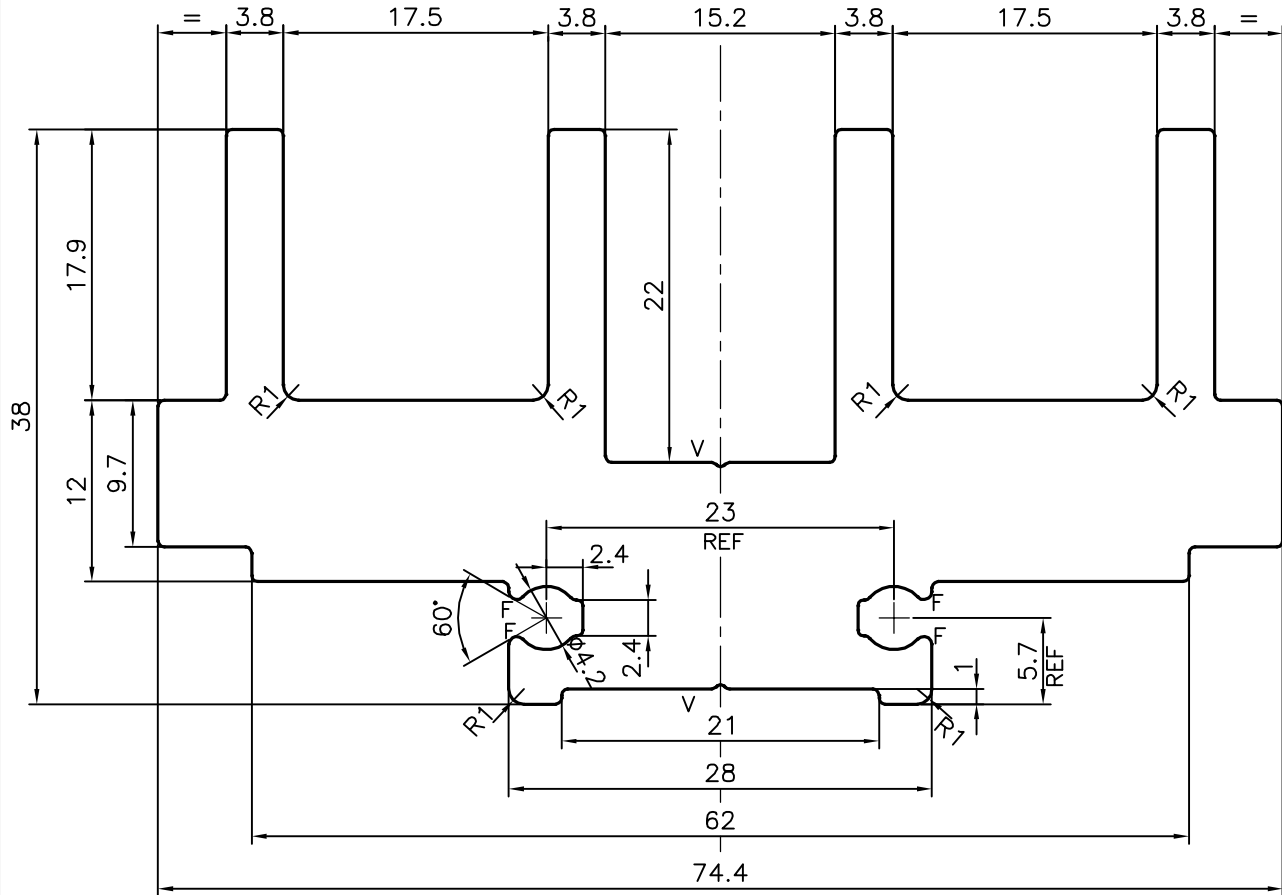 = 3.8 17.5 3.8 15.2 3.8 17.5 3.8 =
17.9
22
38
R1
R1
R1
R1
V
12
9.7
23
REF
2.4
60°
F
F
φ4.2
2.4
F
F
5.7
REF
1
V
R1
R1
21
28
62
74.4